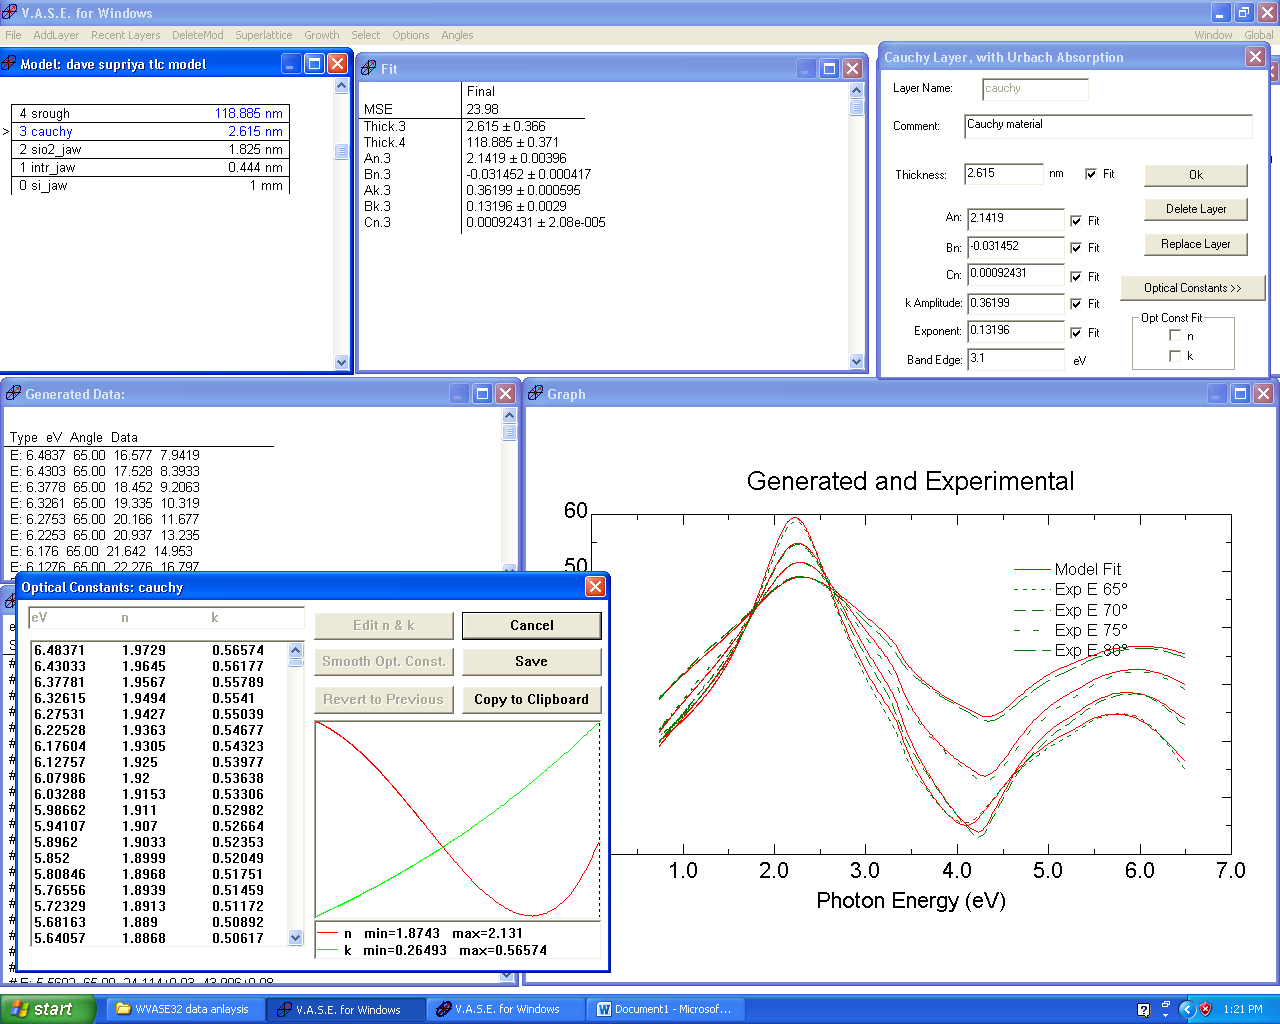 V.A.S.E. for Windows
File AddLayer Recent Layers DeleteMod Superlattice Growth Select Options Angles Window Global
Model: dave supriya tlc model
4 srough 118.885 nm
> 3 cauchy 2.615 nm
2 sio2_jaw 1.825 nm
1 intr_jaw 0.444 nm
0 si_jaw 1 mm
Fit
Final
MSE 23.98
Thick.3 2.615 ± 0.366
Thick.4 118.885 ± 0.371
An.3 2.1419 ± 0.00396
Bn.3 -0.031452 ± 0.000417
Ak.3 0.36199 ± 0.000595
Bk.3 0.13196 ± 0.0029
Cn.3 0.00092431 ± 2.08e-005
Cauchy Layer, with Urbach Absorption
Layer Name: cauchy
Comment: Cauchy material
Thickness: 2.615 nm Fit
Ok
An: 2.1419 Fit
Delete Layer
Bn: -0.031452 Fit
Replace Layer
Cn: 0.00092431 Fit
Optical Constants >>
k Amplitude: 0.36199 Fit
Opt Const Fit
Exponent: 0.13196 Fit
n
Band Edge: 3.1 eV
k
Generated Data:
Type eV Angle Data
E: 6.4837 65.00 16.577 7.9419
E: 6.4303 65.00 17.528 8.3933
E: 6.3778 65.00 18.452 9.2063
E: 6.3261 65.00 19.335 10.319
E: 6.2753 65.00 20.166 11.677
E: 6.2253 65.00 20.937 13.235
E: 6.176 65.00 21.642 14.953
E: 6.1276 65.00 22.276 16.797
Graph
Generated and Experimental
60
50
Model Fit
Exp E 65°
Exp E 70°
Exp E 75°
Exp E 80°
1.0 2.0 3.0 4.0 5.0 6.0 7.0
Photon Energy (eV)
Optical Constants: cauchy
eV n k
6.48371 1.9729 0.56574
6.43033 1.9645 0.56177
6.37781 1.9567 0.55789
6.32615 1.9494 0.5541
6.27531 1.9427 0.55039
6.22528 1.9363 0.54677
6.17604 1.9305 0.54323
6.12757 1.925 0.53977
6.07986 1.92 0.53638
6.03288 1.9153 0.53306
5.98662 1.911 0.52982
5.94107 1.907 0.52664
5.8962 1.9033 0.52353
5.852 1.8999 0.52049
5.80846 1.8968 0.51751
5.76556 1.8939 0.51459
5.72329 1.8913 0.51172
5.68163 1.889 0.50892
5.64057 1.8868 0.50617
Edit n & k
Cancel
Smooth Opt. Const.
Save
Revert to Previous
Copy to Clipboard
n min=1.8743 max=2.131
k min=0.26493 max=0.56574
start
WVASE32 data anlaysis
V.A.S.E. for Windows
V.A.S.E. for Windows
Document1 - Microsof...
1:21 PM